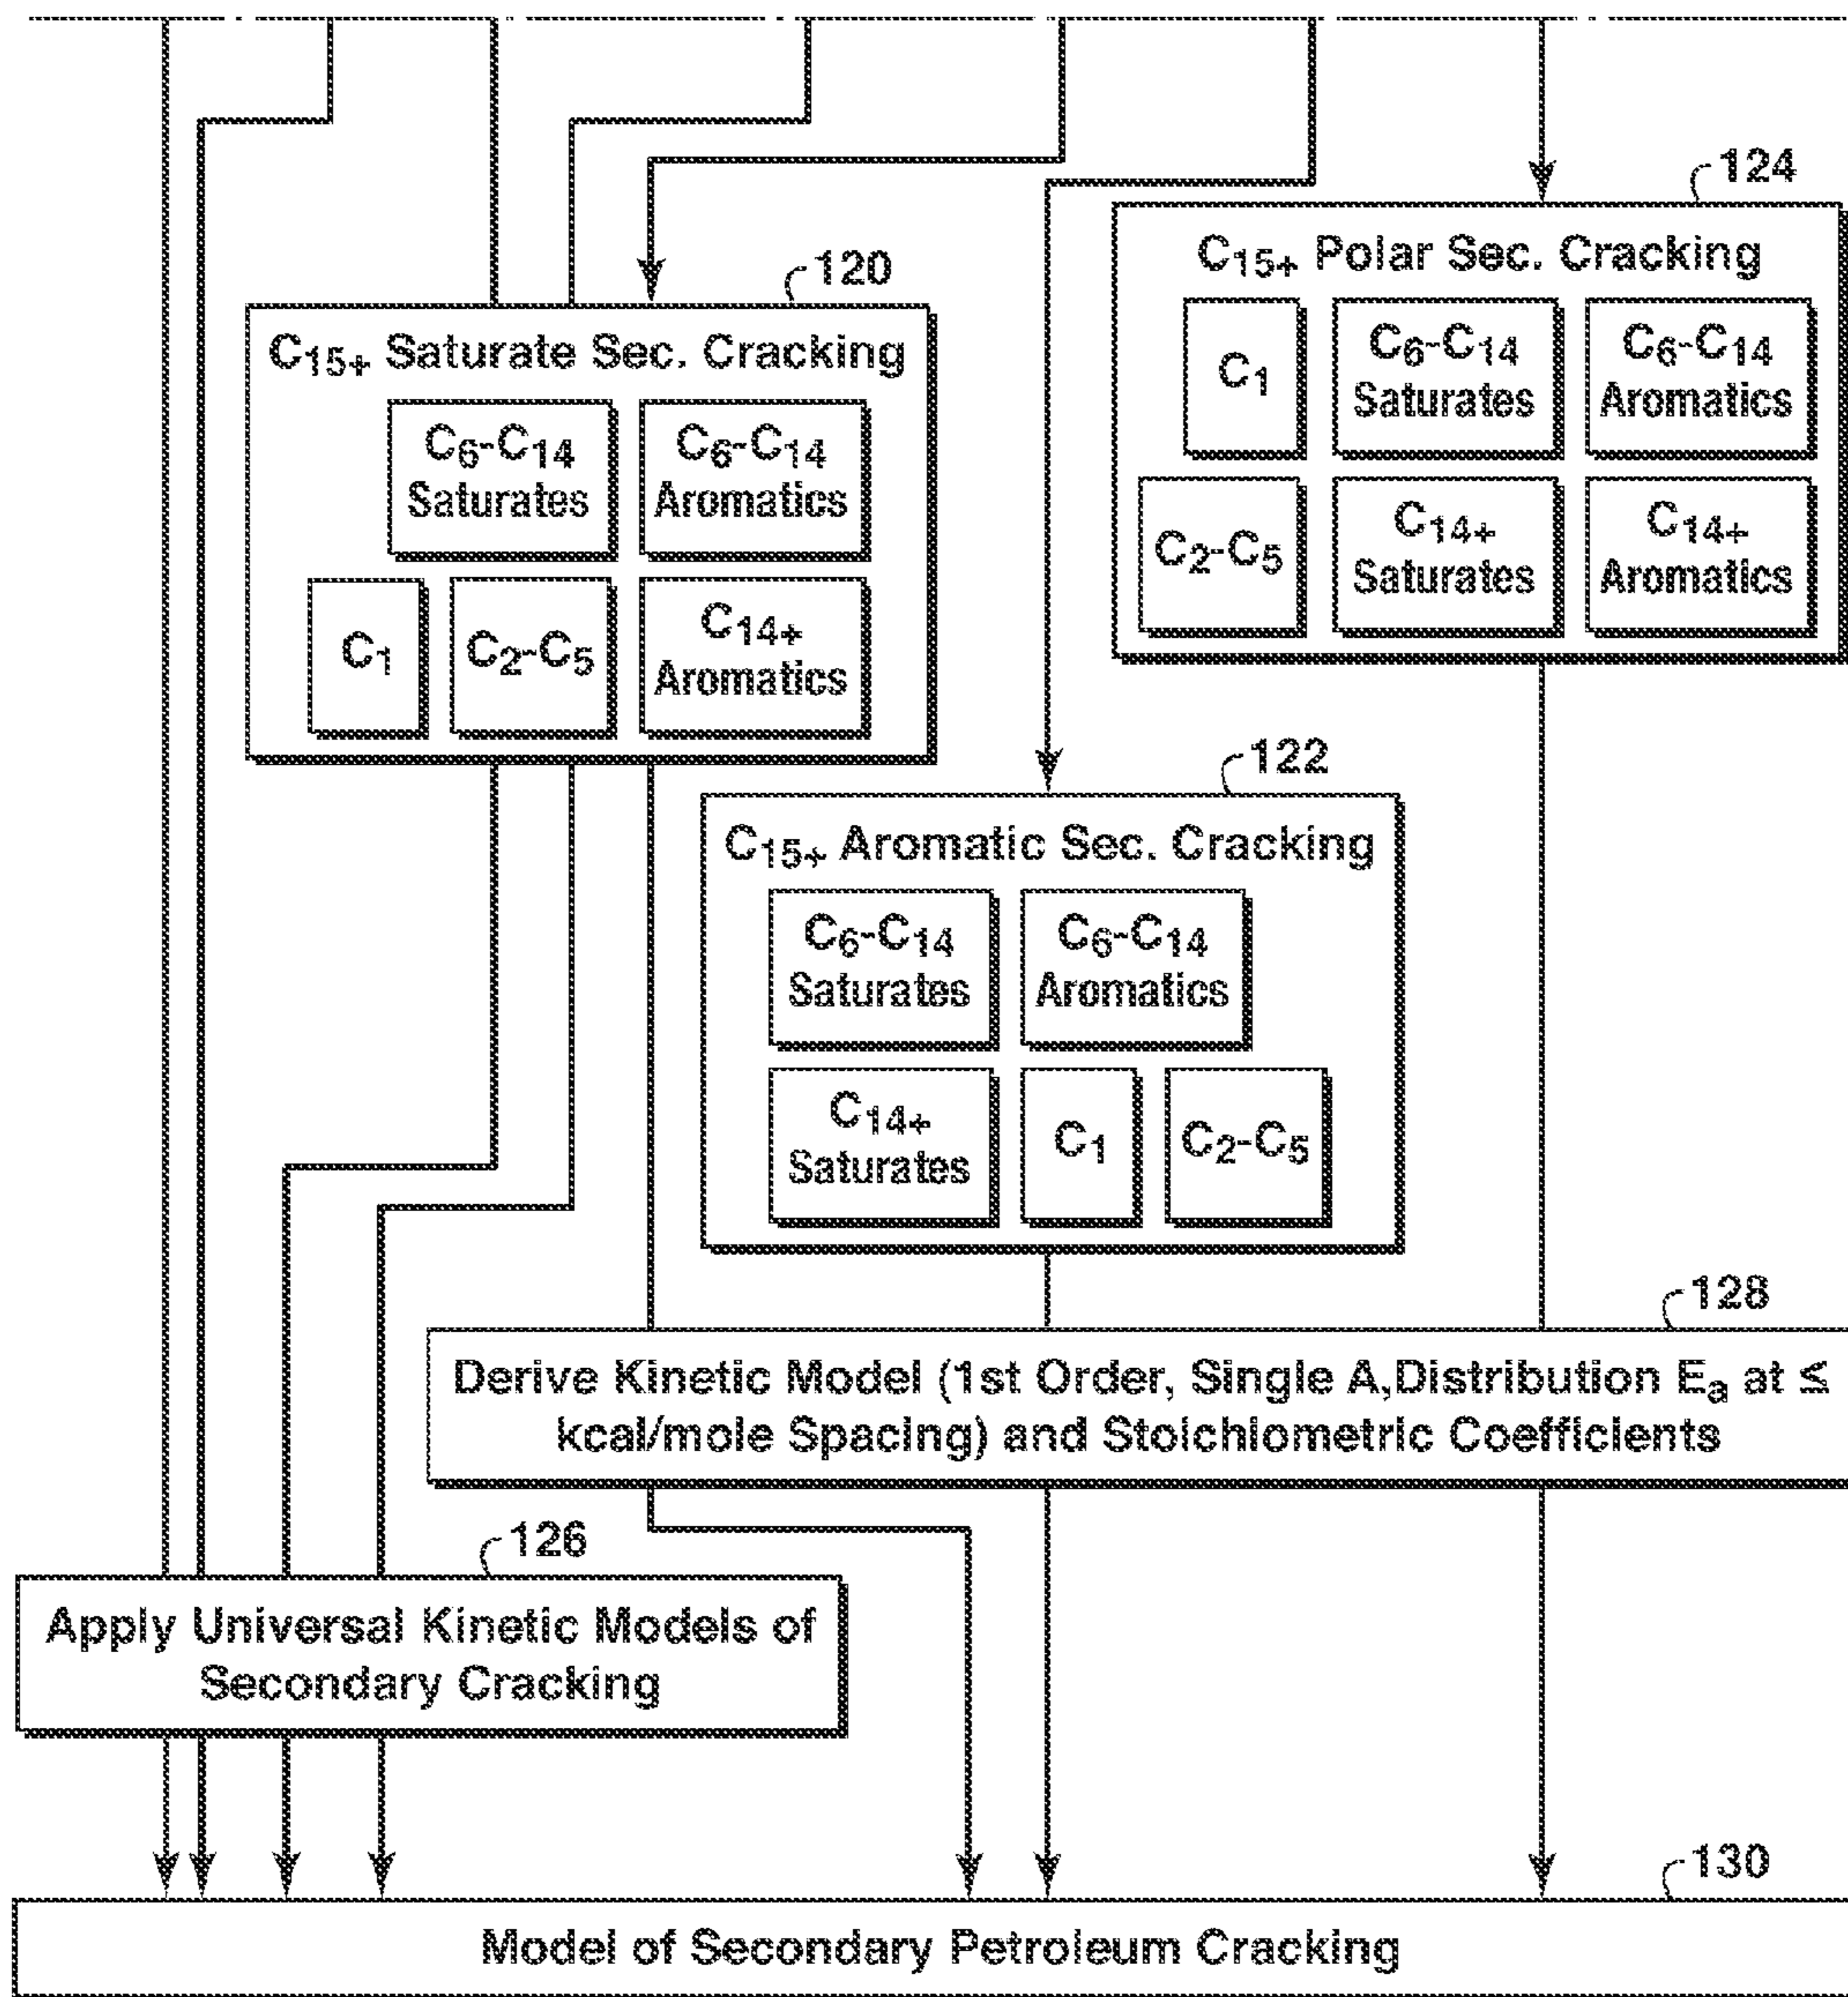 124
C15+ Polar Sec. Cracking
C1
C6-C14
Saturates
C6-C14
Aromatics
C2-C5
C14+
Saturates
C14+
Aromatics
120
C15+ Saturate Sec. Cracking
C6-C14
Saturates
C6-C14
Aromatics
C1
C2-C5
C14+
Aromatics
122
C15+ Aromatic Sec. Cracking
C6-C14
Saturates
C6-C14
Aromatics
C14+
Saturates
C1
C2-C5
128
Derive Kinetic Model (1st Order, Single A,Distribution Ea at ≤
kcal/mole Spacing) and Stoichiometric Coefficients
126
Apply Universal Kinetic Models of
Secondary Cracking
130
Model of Secondary Petroleum Cracking